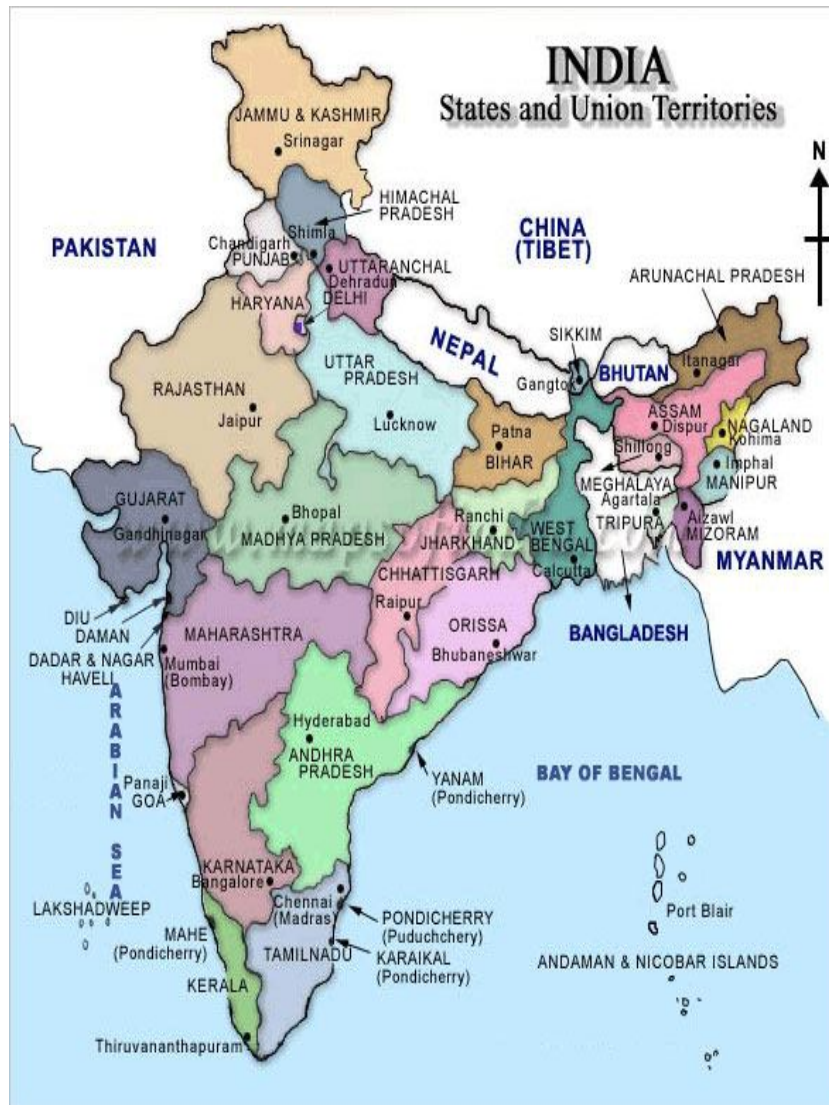 INDIA
States and Union Territories
N
JAMMU & KASHMIR
Srinagar
HIMACHAL
PRADESH
PAKISTAN
CHINA
(TIBET)
Shimla
Chandigarh
PUNJAB
UTTARANCHAL
Dehradun
ARUNACHAL PRADESH
HARYANA
DELHI
SIKKIM
NEPAL
BHUTAN
Itanagar
UTTAR
PRADESH
Gangtok
RAJASTHAN
Jaipur
Lucknow
Patna
BIHAR
ASSAM
Dispur
NAGALAND
Kohima
Shillong
Imphal
MEGHALAYA
MANIPUR
GUJARAT
Gandhinagar
Bhopal
MADHYA PRADESH
Ranchi
JHARKHAND
WEST
BENGAL
Calcutta
Agartala
TRIPURA
Aizawl
MIZORAM
MYANMAR
CHHATTISGARH
Raipur
DIU
DAMAN
DADAR & NAGAR
HAVELI
MAHARASHTRA
Mumbai
(Bombay)
ORISSA
Bhubaneshwar
BANGLADESH
ARABIAN SEA
Hyderabad
ANDHRA
PRADESH
YANAM
(Pondicherry)
BAY OF BENGAL
Panaji
GOA
KARNATAKA
Bangalore
LAKSHADWEEP
Chennai
(Madras)
PONDICHERRY
(Puduchchery)
Port Blair
MAHE
(Pondicherry)
TAMILNADU
KARAIKAL
(Pondicherry)
ANDAMAN & NICOBAR ISLANDS
KERALA
Thiruvananthapuram